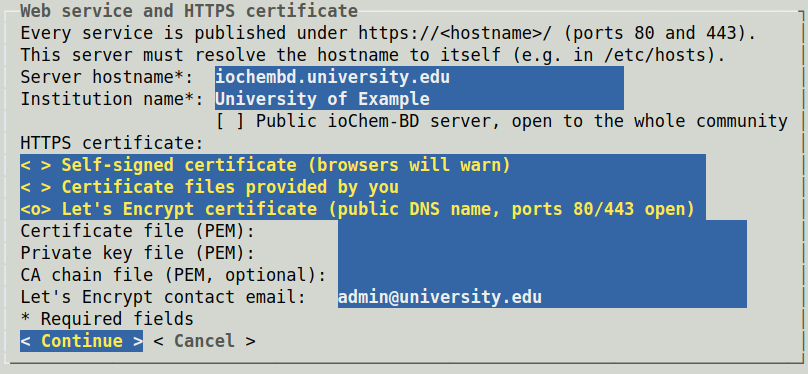 Web service and HTTPS certificate
Every service is published under https://<hostname>/ (ports 80 and 443).
This server must resolve the hostname to itself (e.g. in /etc/hosts).
Server hostname*: iochembd.university.edu
Institution name*: University of Example
[ ] Public ioChem-BD server, open to the whole community
HTTPS certificate:
< > Self-signed certificate (browsers will warn)
< > Certificate files provided by you
<o> Let's Encrypt certificate (public DNS name, ports 80/443 open)
Certificate file (PEM):
Private key file (PEM):
CA chain file (PEM, optional):
Let's Encrypt contact email: admin@university.edu
* Required fields
< Continue > < Cancel >